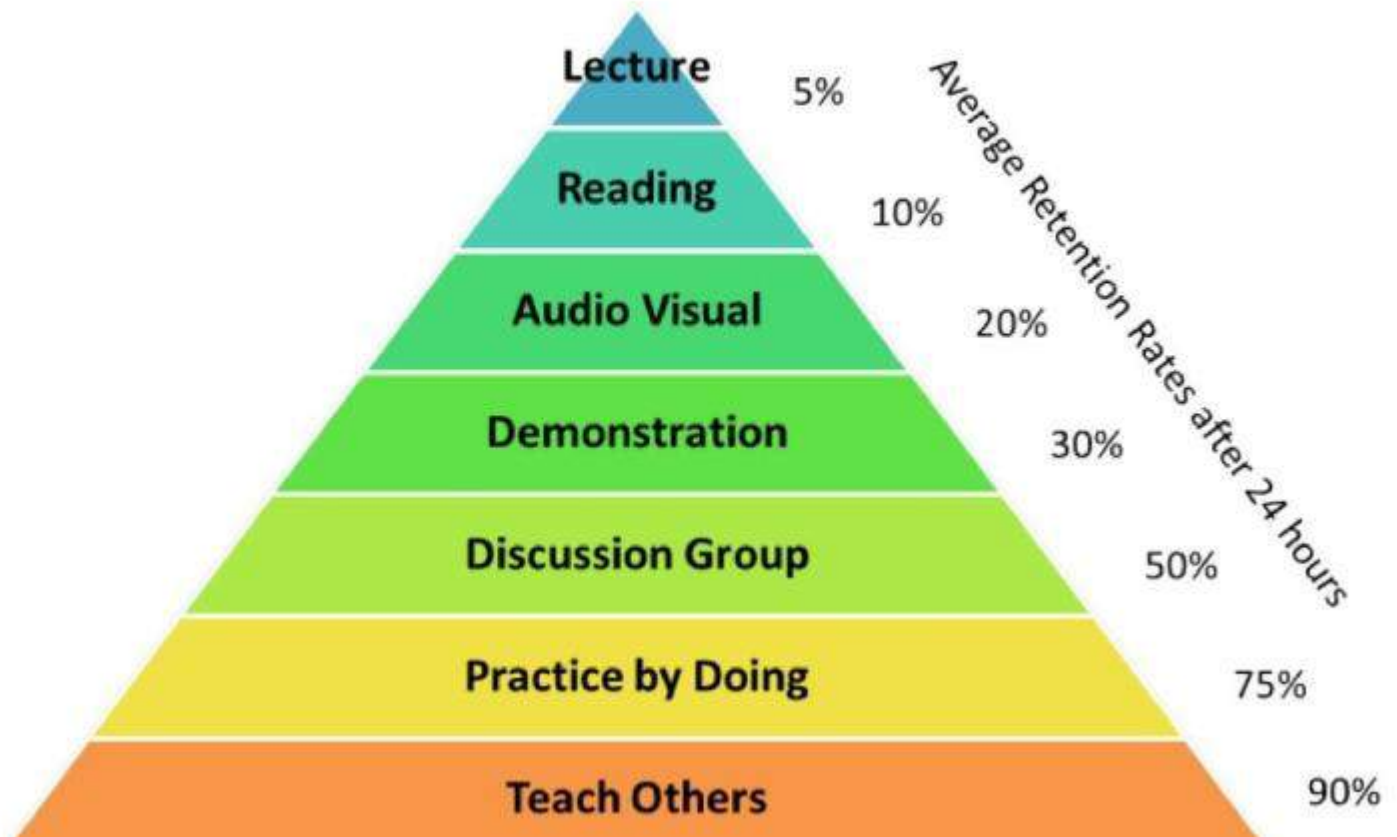 Lecture
5%
Reading
10%
Audio Visual
20%
Demonstration
30%
Discussion Group
50%
Practice by Doing
75%
Teach Others
90%
Average Retention Rates after 24 hours